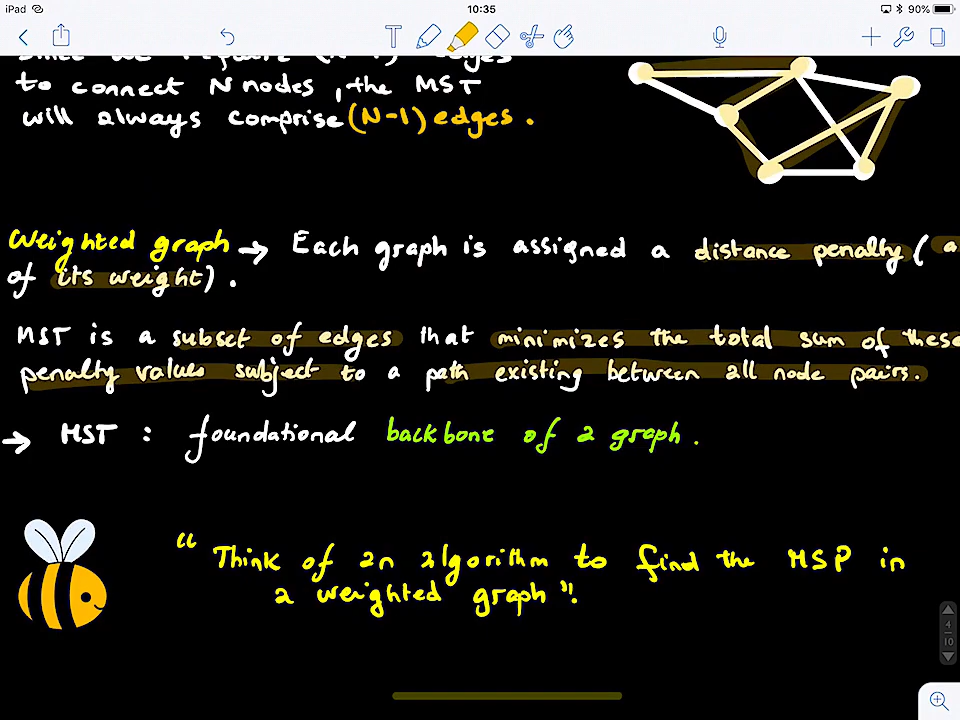 iPad
10:35
90%
to connect N nodes, the MST
will always comprise (N-1) edges.
Weighted graph → Each graph is assigned a distance penalty (a
of its weight).
MST is a subset of edges that minimizes the total sum of these
penalty values subject to a path existing between all node pairs.
→ MST : foundational backbone of a graph.
“ Think of an algorithm to find the MSP in
a weighted graph ”.
4
10